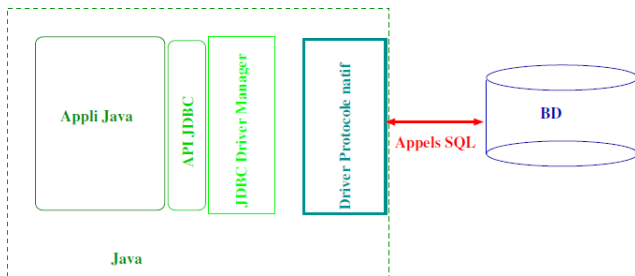 Appli Java
API JDBC
JDBC Driver Manager
Driver Protocole natif
Appels SQL
BD
Java